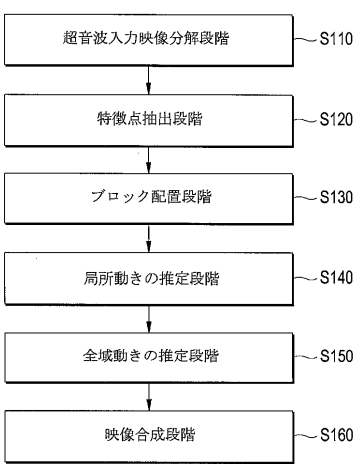 超音波入力映像分解段階 S110
特徴点抽出段階 S120
ブロック配置段階 S130
局所動きの推定段階 S140
全域動きの推定段階 S150
映像合成段階 S160